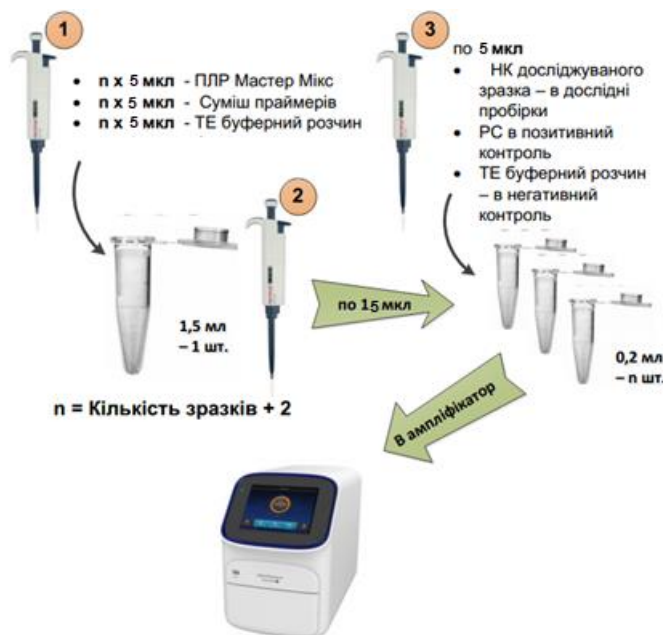 1
• n x 5 мкл - ПЛР Мастер Мікс
• n x 5 мкл - Суміш праймерів
• n x 5 мкл - ТЕ буферний розчин
2
1,5 мл
– 1 шт.
n = Кількість зразків + 2
по 15 мкл
3
по 5 мкл
• НК досліджуваного
зразка – в дослідні
пробірки
• РС в позитивний
контроль
• ТЕ буферний розчин
– в негативний
контроль
0,2 мл
– n шт.
В ампліфікатор